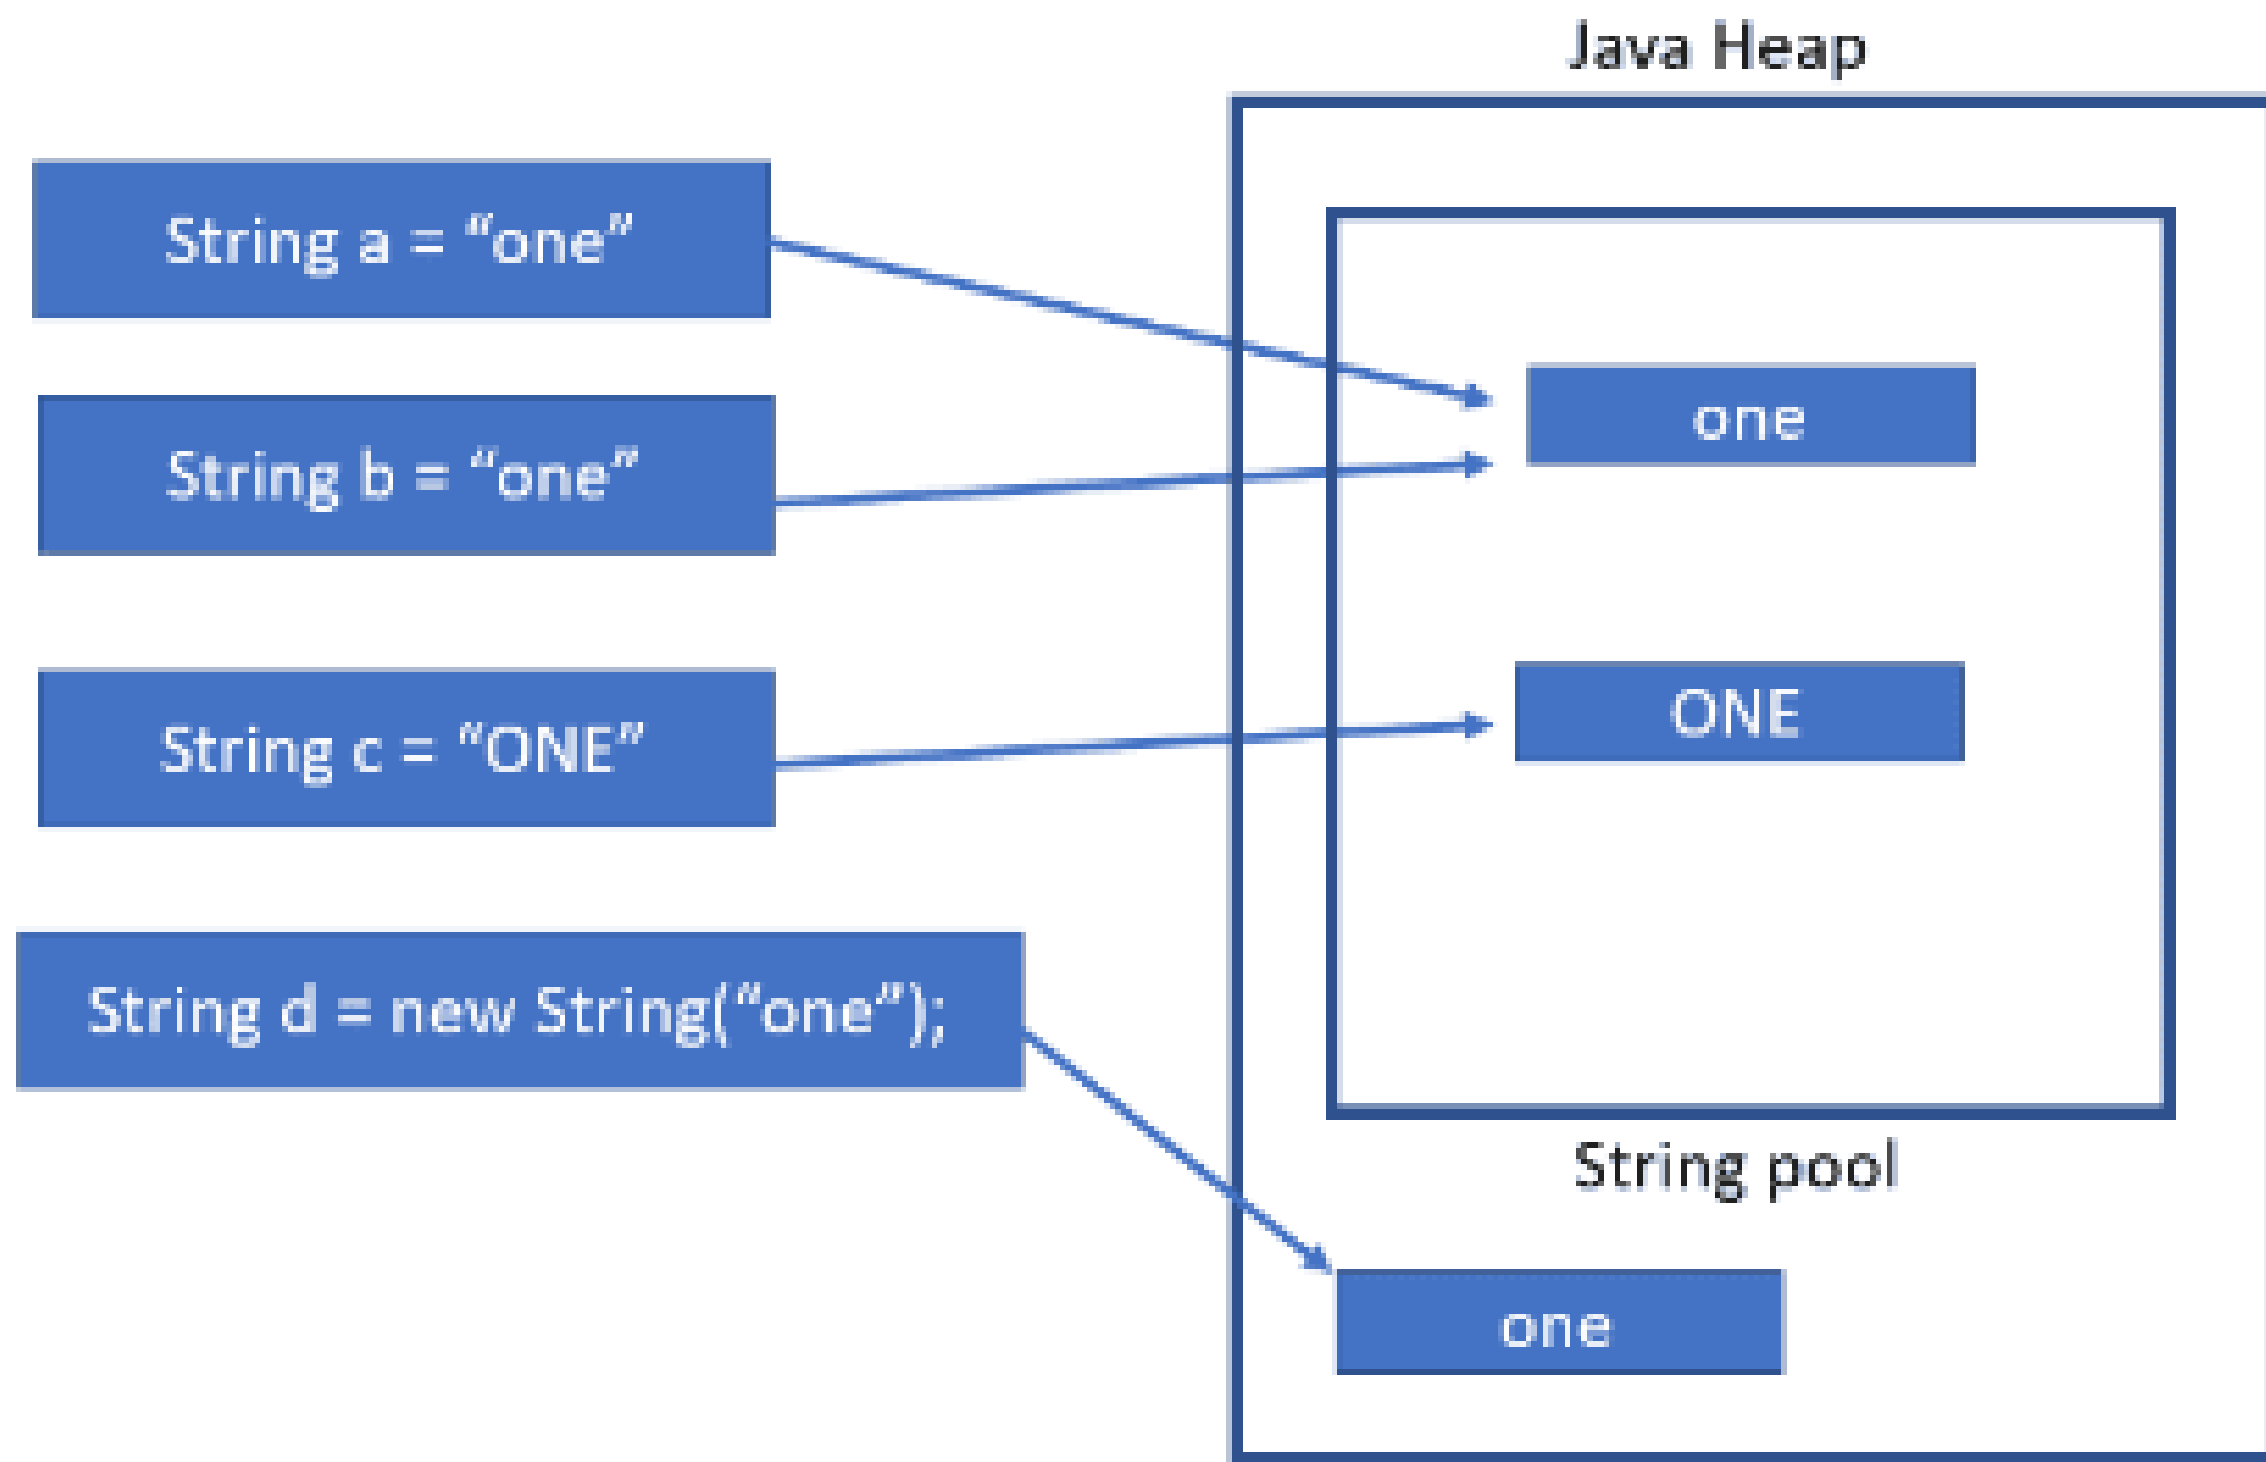 Java Heap
String a = “one”
one
String b = “one”
String c = “ONE”
ONE
String d = new String(“one”);
String pool
one